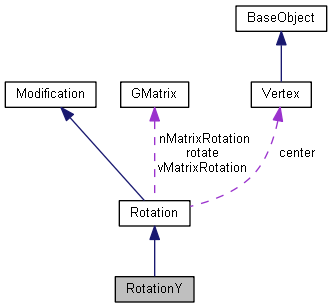 BaseObject
Modification
GMatrix
Vertex
nMatrixRotation
rotate
vMatrixRotation
center
Rotation
RotationY